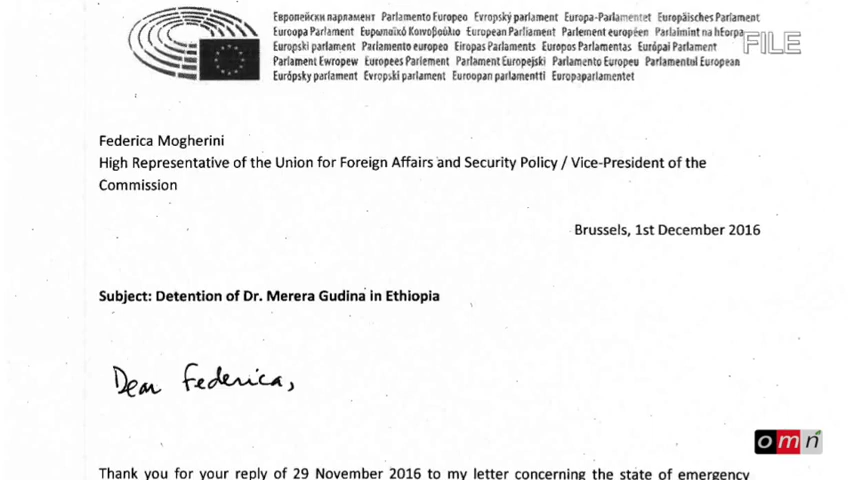 Европейски парламент Parlamento Europeo Evropský parlament Europa-Parlamentet Europäisches Parlament
Euroopa Parlament Ευρωπαϊκό Κοινοβούλιο European Parliament Parlement européen Parlaimint na hEorpa
Europski parlament Parlamento europeo Eiropas Parlaments Europos Parlamentas Európai Parlament
Parlament Ewropew Europees Parlement Parlament Europejski Parlamento Europeu Parlamentul European
Európsky parlament Evropski parlament Euroopan parlamentti Europaparlamentet
FILE
Federica Mogherini
High Representative of the Union for Foreign Affairs and Security Policy / Vice-President of the
Commission
Brussels, 1st December 2016
Subject: Detention of Dr. Merera Gudina in Ethiopia
Dear Federica,
omn
Thank you for your reply of 29 November 2016 to my letter concerning the state of emergency